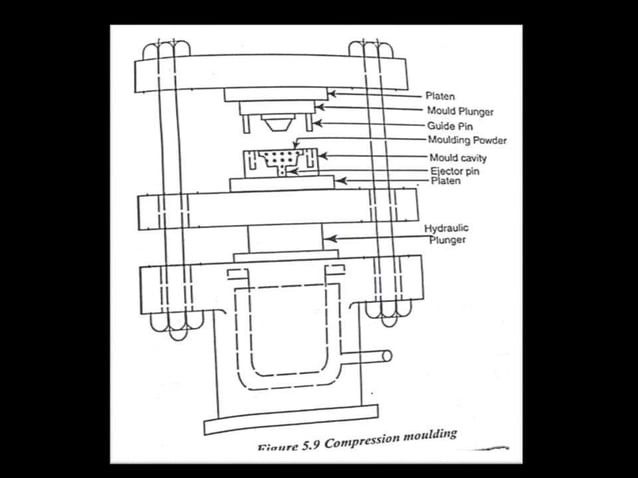 Platen
Mould Plunger
Guide Pin
Moulding Powder
Mould cavity
Ejector pin
Platen
Hydraulic
Plunger
Figure 5.9 Compression moulding